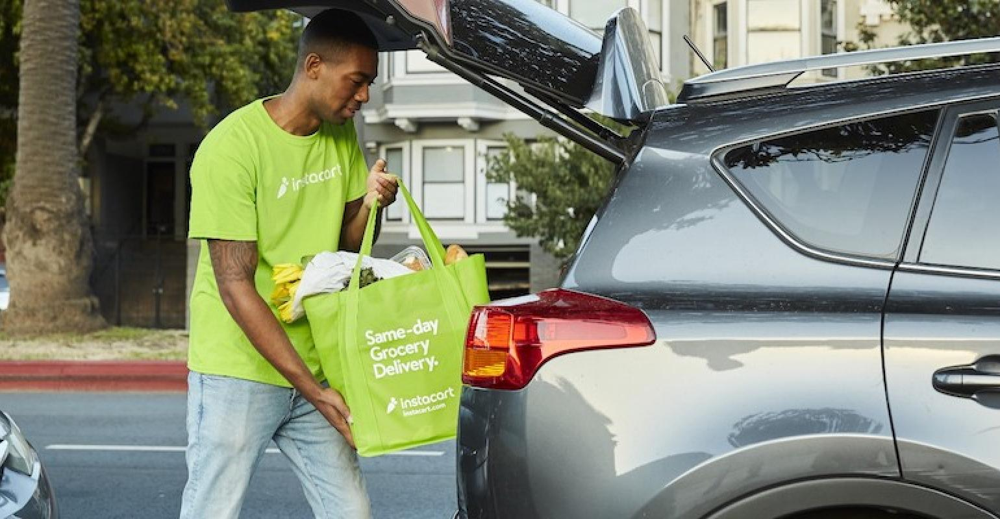 instacart
Same-day
Grocery
Delivery.
instacart
instacart.com